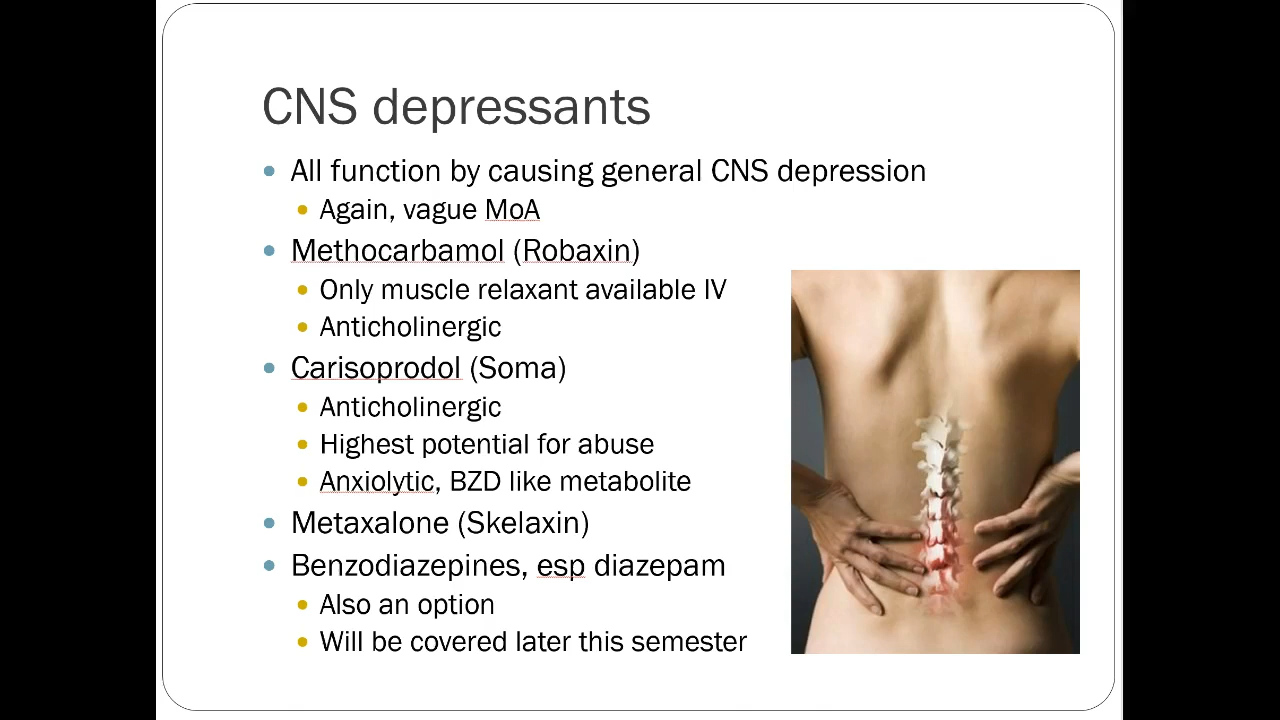 CNS depressants
All function by causing general CNS depression
Again, vague MoA
Methocarbamol (Robaxin)
Only muscle relaxant available IV
Anticholinergic
Carisoprodol (Soma)
Anticholinergic
Highest potential for abuse
Anxiolytic, BZD like metabolite
Metaxalone (Skelaxin)
Benzodiazepines, esp diazepam
Also an option
Will be covered later this semester